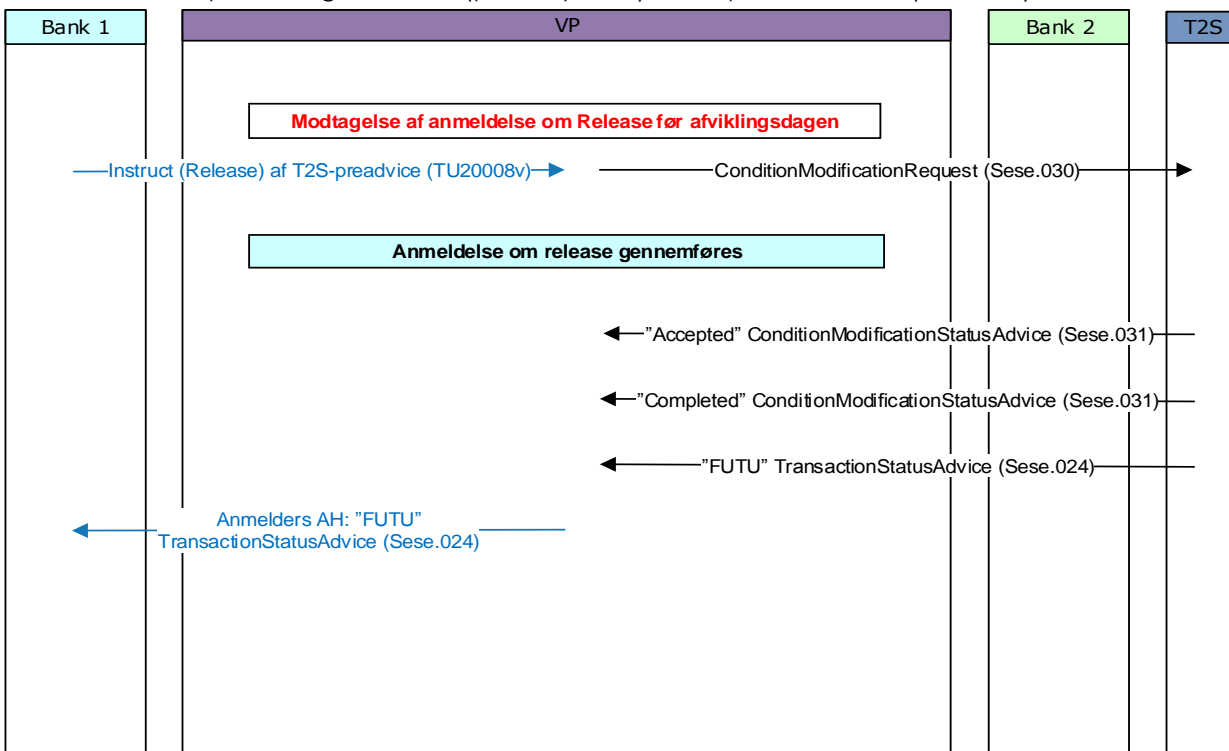 Bank 1
VP
Bank 2
T2S
Modtagelse af anmeldelse om Release før afviklingsdagen
Instruct (Release) af T2S-preadvice (TU20008v)
ConditionModificationRequest (Sese.030)
Anmeldelse om release gennemføres
”Accepted” ConditionModificationStatusAdvice (Sese.031)
”Completed” ConditionModificationStatusAdvice (Sese.031)
”FUTU” TransactionStatusAdvice (Sese.024)
Anmelders AH: ”FUTU”
TransactionStatusAdvice (Sese.024)